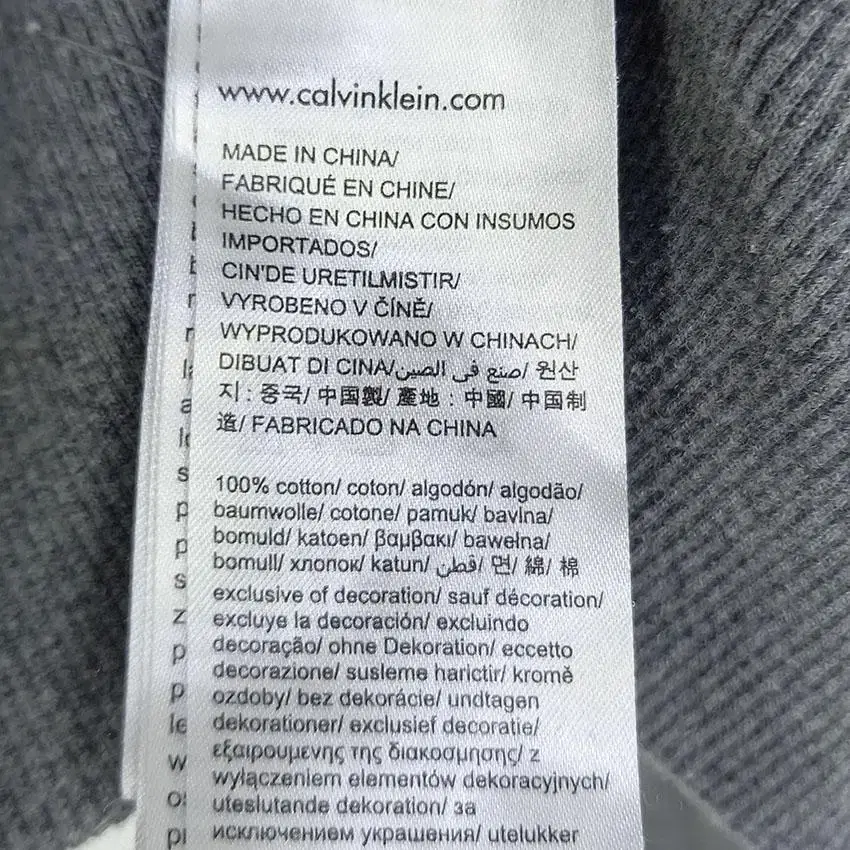 www.calvinklein.com
MADE IN CHINA/
FABRIQUÉ EN CHINE/
HECHO EN CHINA CON INSUMOS
IMPORTADOS/
CIN'DE URETILMISTIR/
VYROBENO V ČÍNĚ/
WYPRODUKOWANO W CHINACH/
DIBUAT DI CINA/صنع في الصين/ 원산
지 : 중국/ 中国製/ 產地 : 中國/ 中国制
造/ FABRICADO NA CHINA
100% cotton/ coton/ algodón/ algodão/
baumwolle/ cotone/ pamuk/ bavlna/
bomuld/ katoen/ βαμβακι/ bawełna/
bomull/ хлопок/ katun/ قطن/ 면/ 綿/ 棉
exclusive of decoration/ sauf décoration/
excluye la decoración/ excluindo
decoração/ ohne Dekoration/ eccetto
decorazione/ susleme harictir/ kromě
ozdoby/ bez dekorácie/ undtagen
dekorationer/ exclusief decoratie/
εξαιρουμενης της διακοσμησης/ z
wyłączeniem elementów dekoracyjnych/
uteslutande dekoration/ за
исключением украшения/ utelukker